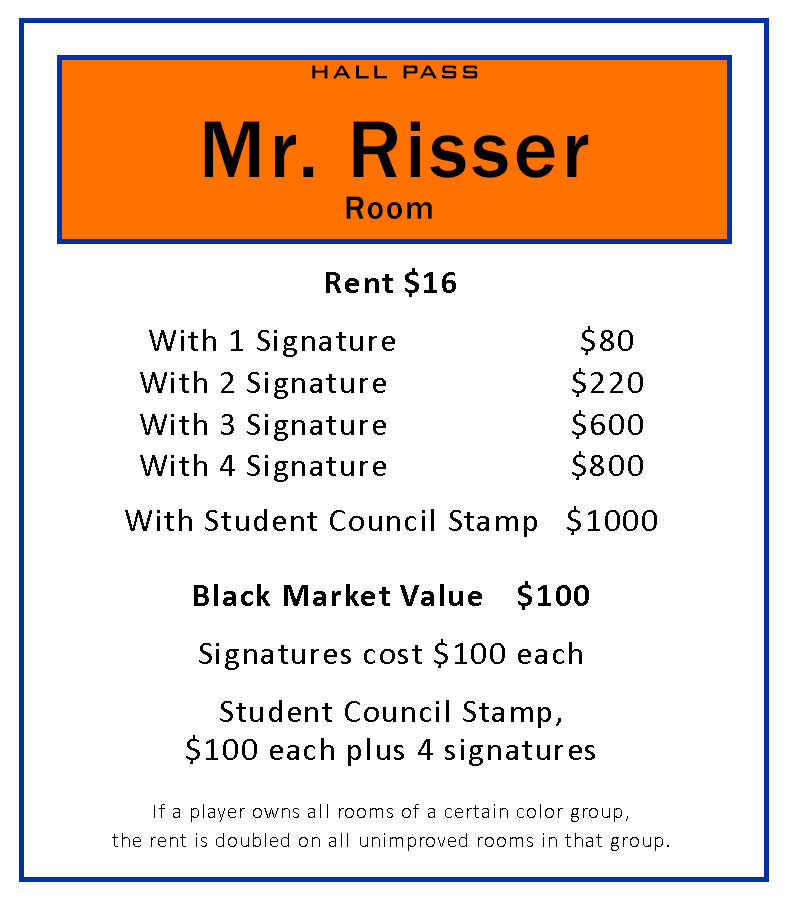 HALL PASS
Mr. Risser
Room
Rent $16
With 1 Signature $80
With 2 Signature $220
With 3 Signature $600
With 4 Signature $800
With Student Council Stamp $1000
Black Market Value $100
Signatures cost $100 each
Student Council Stamp,
$100 each plus 4 signatures
If a player owns all rooms of a certain color group,
the rent is doubled on all unimproved rooms in that group.